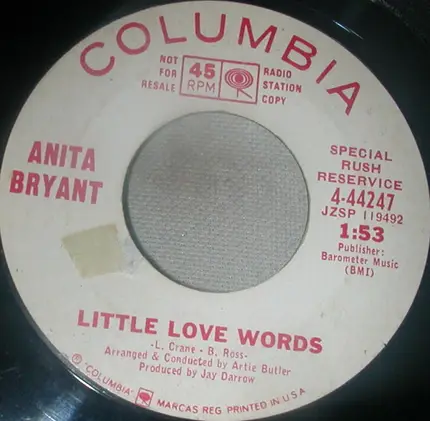 COLUMBIA
NOT
FOR
RESALE
45
RPM
RADIO
STATION
COPY
ANITA
BRYANT
SPECIAL
RUSH
RESERVICE
4-44247
JZSP 119492
1:53
Publisher:
Barometer Music
(BMI)
LITTLE LOVE WORDS
-L. Crane - B. Ross-
Arranged & Conducted by Artie Butler
Produced by Jay Darrow
Ⓟ "COLUMBIA" MARCAS REG. PRINTED IN U.S.A.